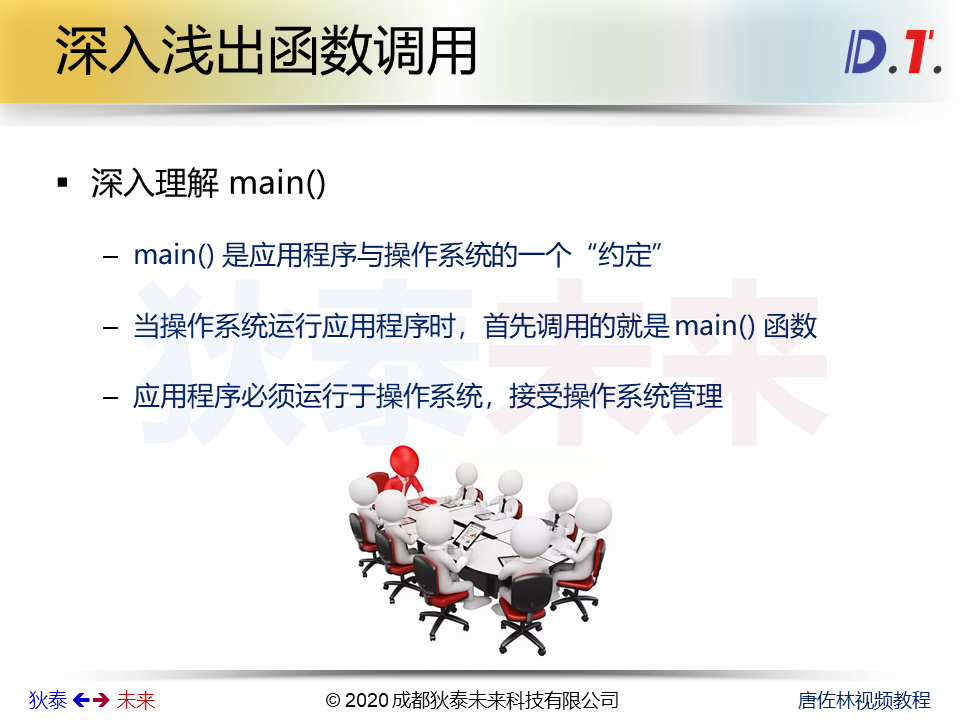 深入浅出函数调用
D.T.
▪ 深入理解 main()
– main() 是应用程序与操作系统的一个“约定”
– 当操作系统运行应用程序时，首先调用的就是 main() 函数
– 应用程序必须运行于操作系统，接受操作系统管理
狄泰未来
狄泰 未来
© 2020 成都狄泰未来科技有限公司
唐佐林视频教程